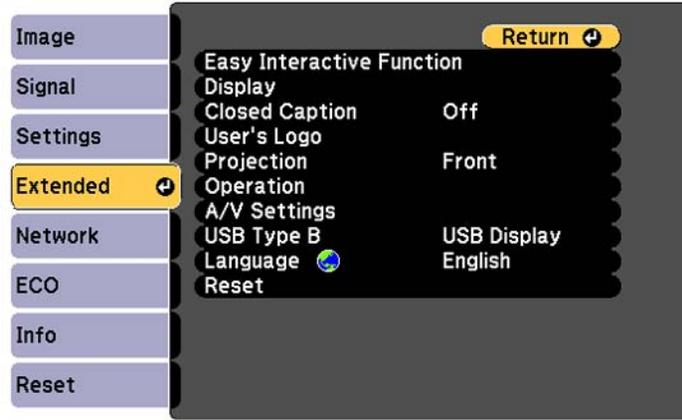 Image
Signal
Settings
Extended
Network
ECO
Info
Reset
Return
Easy Interactive Function
Display
Closed Caption Off
User's Logo
Projection Front
Operation
A/V Settings
USB Type B USB Display
Language English
Reset